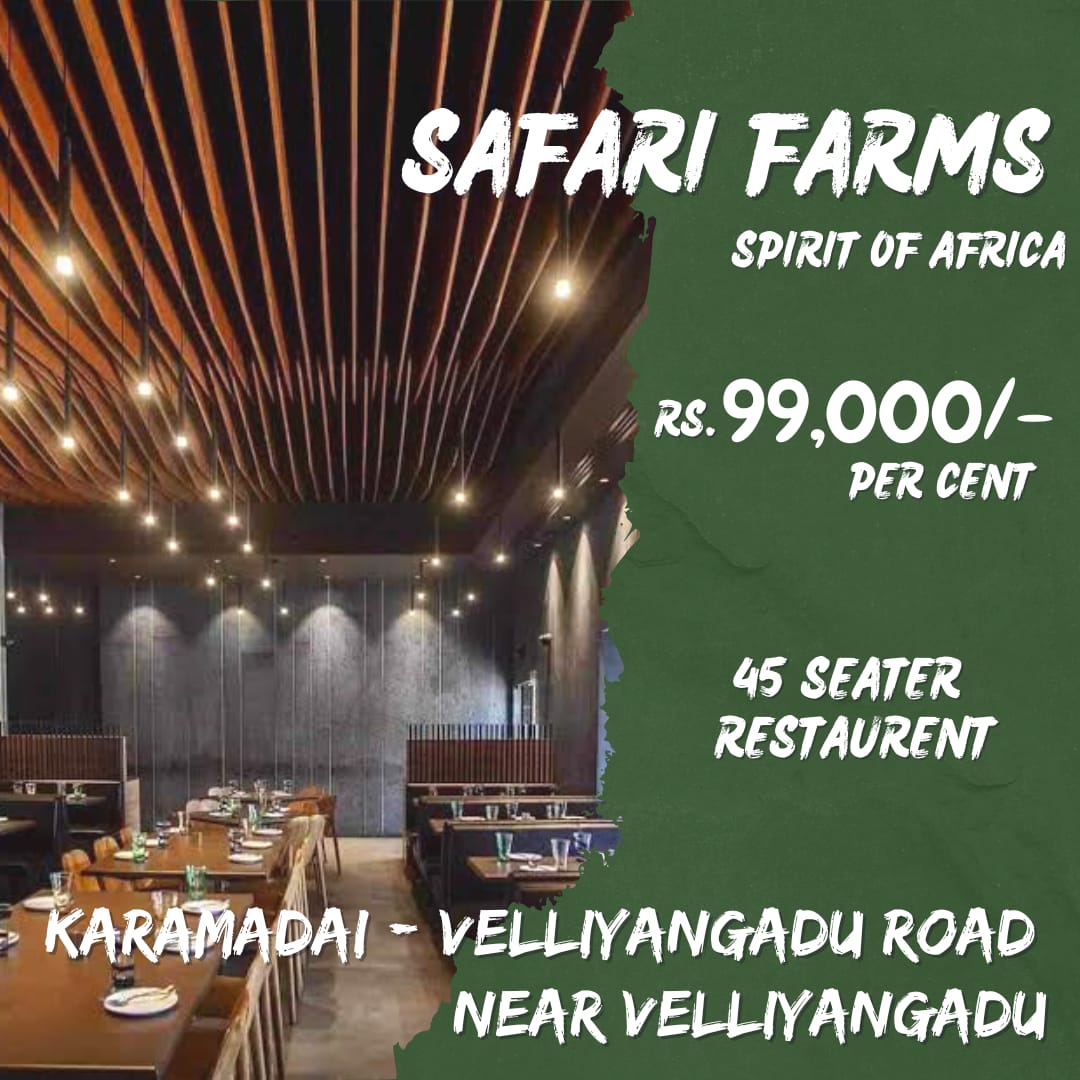 SAFARI FARMS
SPIRIT OF AFRICA
RS. 99,000/-
PER CENT
45 SEATER
RESTAURENT
KARAMADAI - VELLIYANGADU ROAD
NEAR VELLIYANGADU